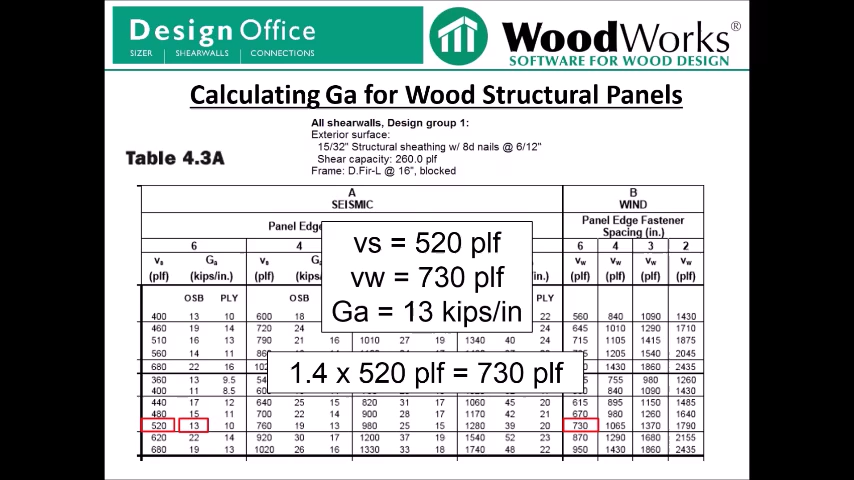 Design Office
SIZER | SHEARWALLS | CONNECTIONS
WoodWorks®
SOFTWARE FOR WOOD DESIGN
Calculating Ga for Wood Structural Panels
All shearwalls, Design group 1:
Exterior surface:
15/32" Structural sheathing w/ 8d nails @ 6/12"
Shear capacity: 260.0 plf
Frame: D.Fir-L @ 16", blocked
Table 4.3A
A B
SEISMIC WIND
Panel Edge Panel Edge Fastener
Spacing (in.)
6 4 6 4 3 2
vs Ga vs vw vw vw vw
(plf) (kips/in.) (plf) (plf) (plf) (plf) (plf)
OSB PLY OSB PLY
400 13 10 600 18 22 560 840 1090 1430
460 19 14 720 24 24 645 1010 1290 1710
510 16 13 790 21 16 1010 27 19 1340 40 24 715 1105 1415 1875
560 14 11 1205 1540 2045
680 22 16 1430 1860 2435
360 13 9.5 755 980 1260
400 11 8.5 840 1090 1430
440 17 12 640 25 15 820 31 17 1060 45 20 615 895 1150 1485
480 15 11 700 22 14 900 28 17 1170 42 21 670 980 1260 1640
520 13 10 760 19 13 980 25 15 1280 39 20 730 1065 1370 1790
620 22 14 920 30 17 1200 37 19 1540 52 23 870 1290 1680 2155
680 19 13 1020 26 16 1330 33 18 1740 48 22 950 1430 1860 2435
vs = 520 plf
vw = 730 plf
Ga = 13 kips/in
1.4 x 520 plf = 730 plf